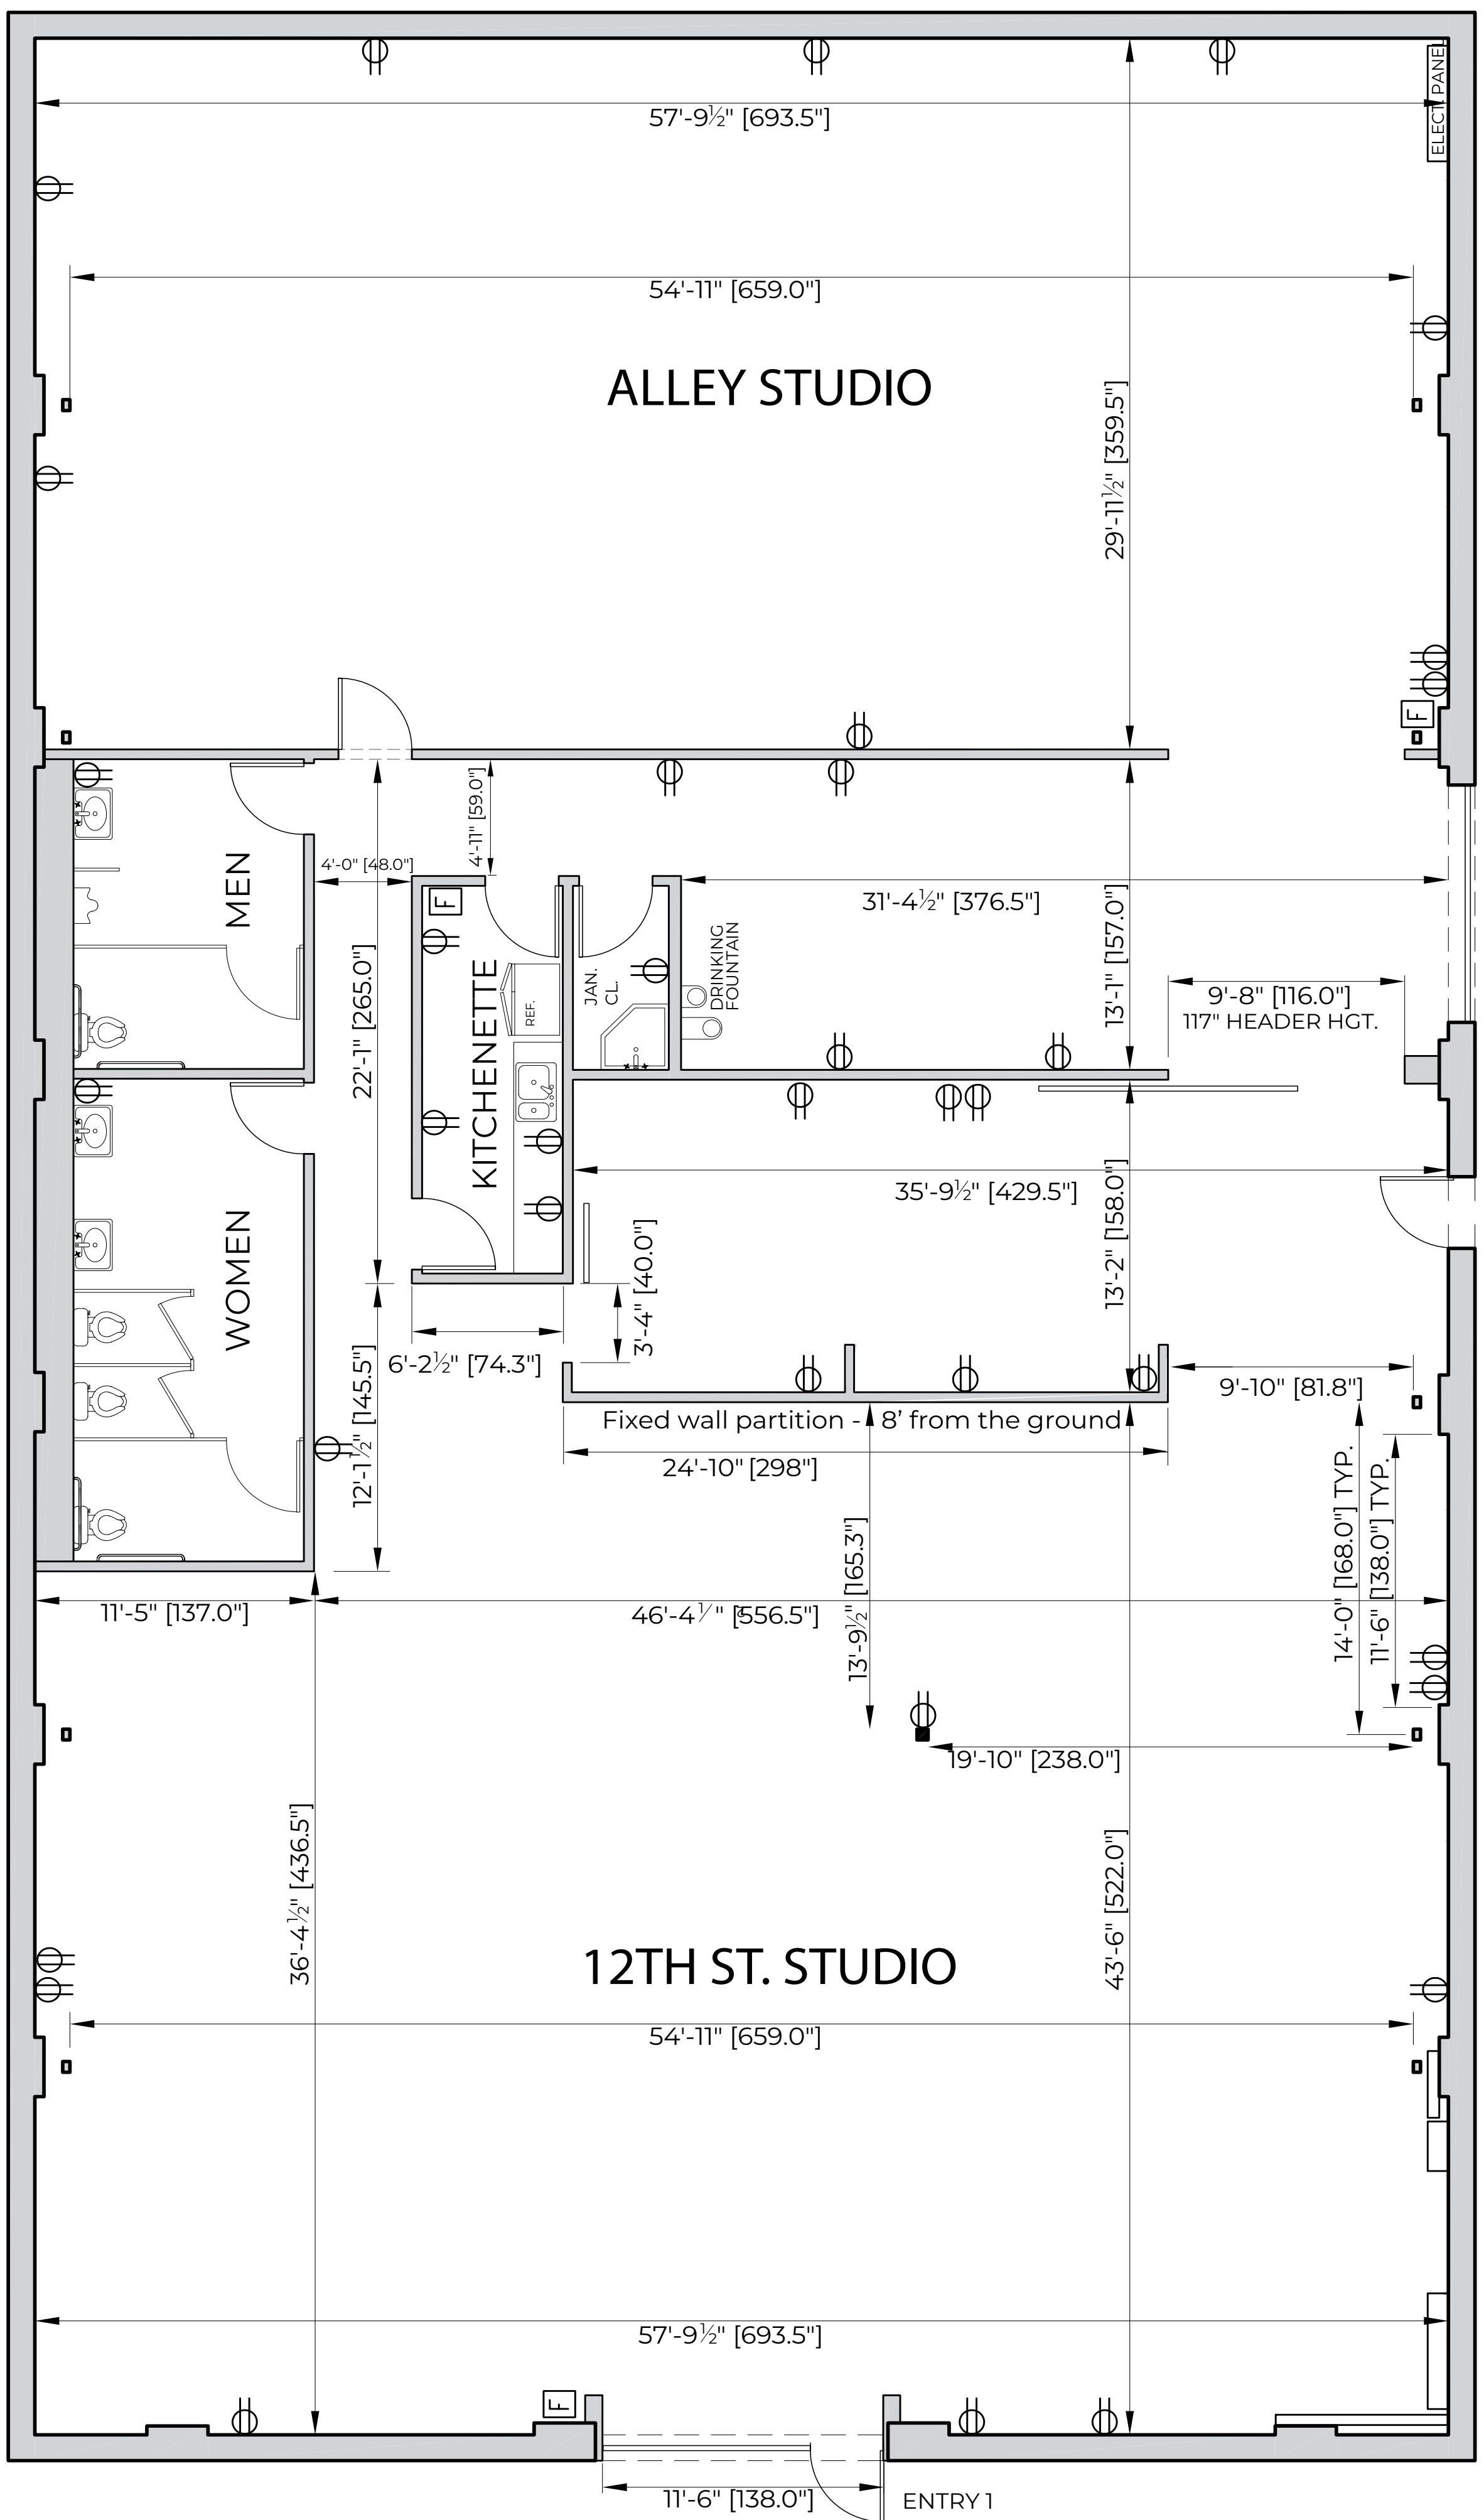 ELECT. PANEL
57'-9½" [693.5"]
54'-11" [659.0"]
ALLEY STUDIO
29'-11½" [359.5"]
F
4'-11" [59.0"]
4'-0" [48.0"]
MEN
F
31'-4½" [376.5"]
22'-1" [265.0"]
KITCHENETTE
REF.
JAN.
CL.
DRINKING
FOUNTAIN
13'-1" [157.0"]
9'-8" [116.0"]
117" HEADER HGT.
35'-9½" [429.5"]
13'-2" [158.0"]
WOMEN
3'-4" [40.0"]
6'-2½" [74.3"]
9'-10" [81.8"]
12'-1½" [145.5"]
Fixed wall partition - 8’ from the ground
24'-10" [298"]
14'-0" [168.0"] TYP.
11'-6" [138.0"] TYP.
13'-9½" [165.3"]
11'-5" [137.0"]
46'-4½" [556.5"]
19'-10" [238.0"]
36'-4½" [436.5"]
43'-6" [522.0"]
12TH ST. STUDIO
54'-11" [659.0"]
57'-9½" [693.5"]
F
11'-6" [138.0"]
ENTRY 1